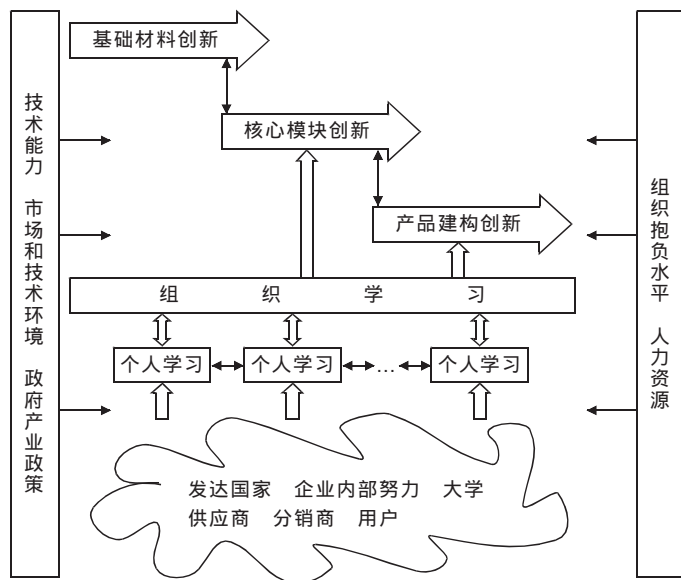 基础材料创新
核心模块创新
产品建构创新
组织学习
个人学习 个人学习 … 个人学习
发达国家 企业内部努力 大学
供应商 分销商 用户
技术能力 市场和技术环境 政府产业政策
组织抱负水平 人力资源